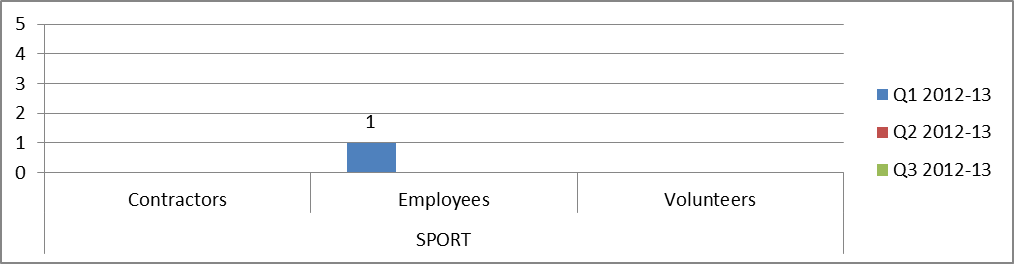 5
4
3
2
1
0
1
Contractors Employees Volunteers
SPORT
Q1 2012-13
Q2 2012-13
Q3 2012-13